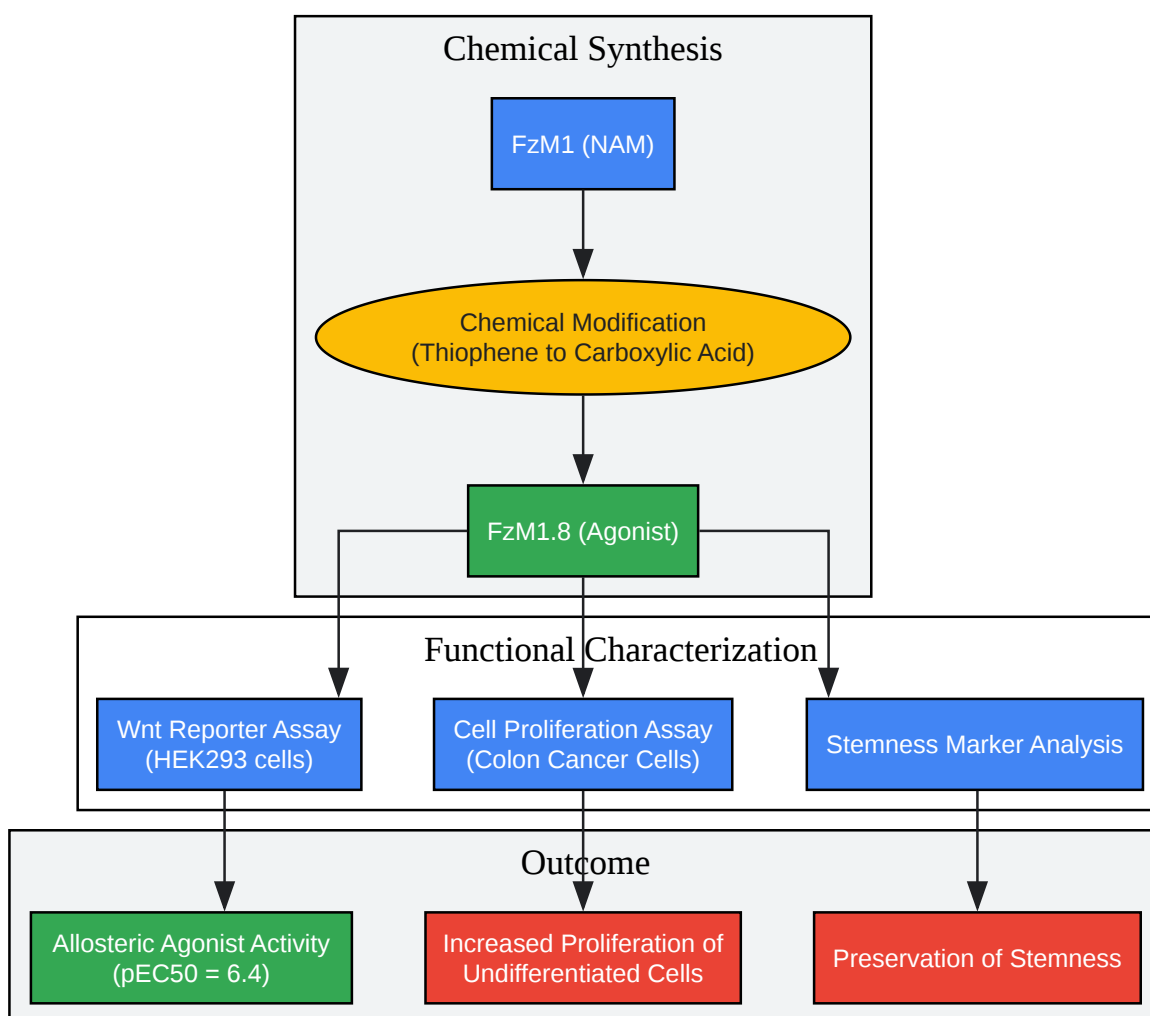 Chemical Synthesis
FzM1 (NAM)
Chemical Modification
(Thiophene to Carboxylic Acid)
FzM1.8 (Agonist)
Functional Characterization
Wnt Reporter Assay
(HEK293 cells)
Cell Proliferation Assay
(Colon Cancer Cells)
Stemness Marker Analysis
Outcome
Allosteric Agonist Activity
(pEC50 = 6.4)
Increased Proliferation of
Undifferentiated Cells
Preservation of Stemness